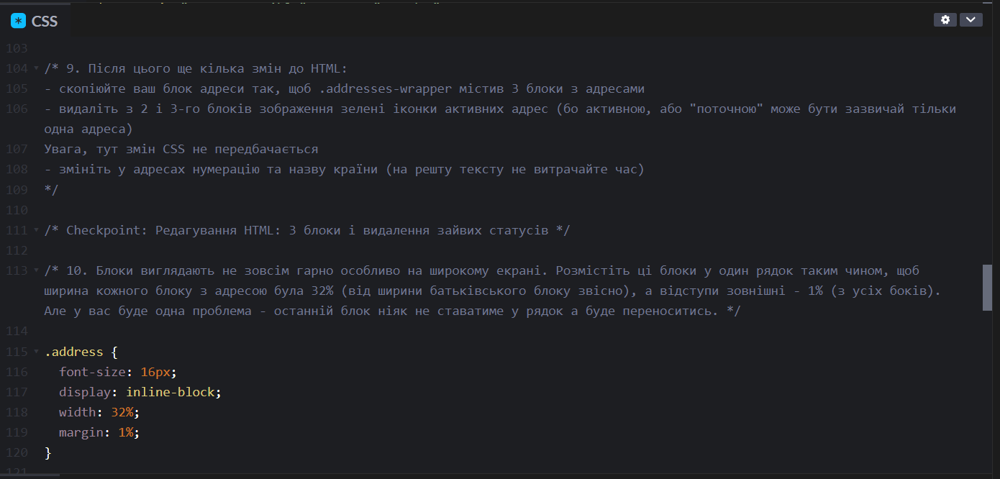 CSS
103
104 /* 9. Після цього ще кілька змін до HTML:
105 - скопіюйте ваш блок адреси так, щоб .addresses-wrapper містив 3 блоки з адресами
106 - видаліть з 2 і 3-го блоків зображення зелені іконки активних адрес (бо активною, або "поточною" може бути зазвичай тільки
одна адреса)
107 Увага, тут змін CSS не передбачається
108 - змініть у адресах нумерацію та назву країни (на решту тексту не витрачайте час)
109 */
110
111 /* Checkpoint: Редагування HTML: 3 блоки і видалення зайвих статусів */
112
113 /* 10. Блоки виглядають не зовсім гарно особливо на широкому екрані. Розмістіть ці блоки у один рядок таким чином, щоб
ширина кожного блоку з адресою була 32% (від ширини батьківського блоку звісно), а відступи зовнішні - 1% (з усіх боків).
Але у вас буде одна проблема - останній блок ніяк не ставатиме у рядок а буде переноситись. */
114
115 .address {
116 font-size: 16px;
117 display: inline-block;
118 width: 32%;
119 margin: 1%;
120 }